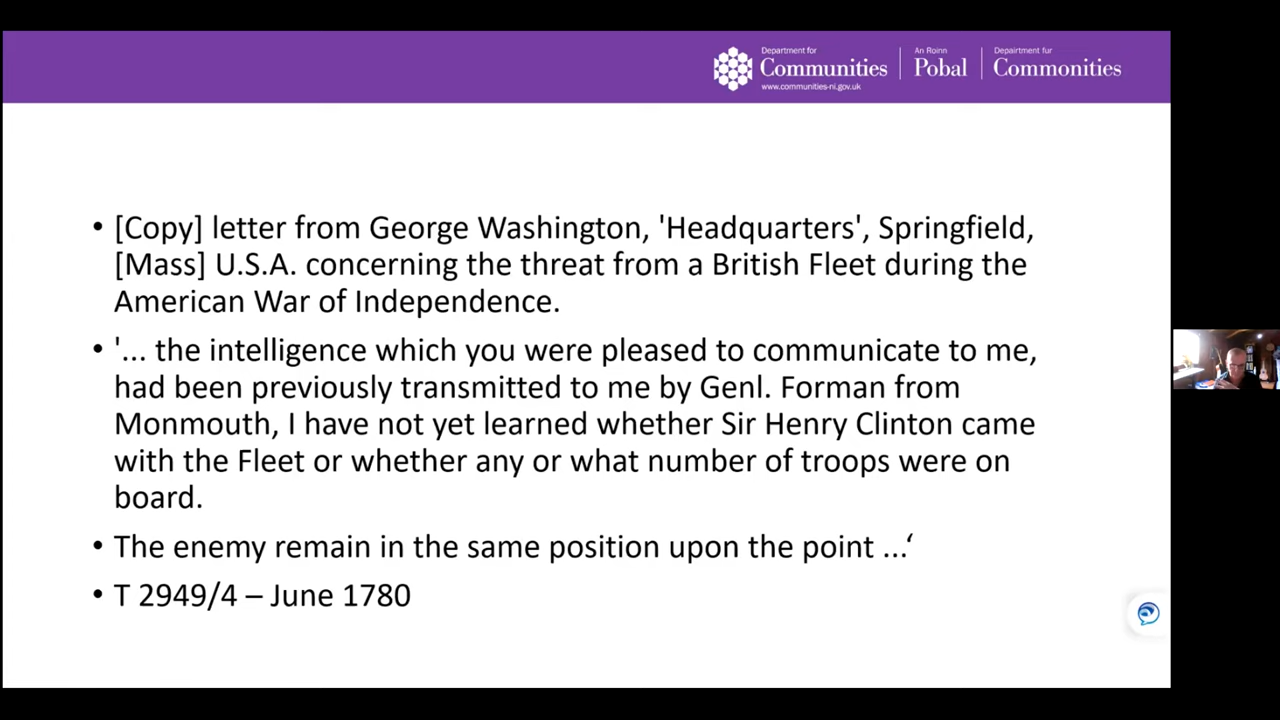 Department for
Communities
www.communities-ni.gov.uk
An Roinn
Pobal
Depairtment fur
Commonities
• [Copy] letter from George Washington, 'Headquarters', Springfield,
[Mass] U.S.A. concerning the threat from a British Fleet during the
American War of Independence.
• '... the intelligence which you were pleased to communicate to me,
had been previously transmitted to me by Genl. Forman from
Monmouth, I have not yet learned whether Sir Henry Clinton came
with the Fleet or whether any or what number of troops were on
board.
• The enemy remain in the same position upon the point ...‘
• T 2949/4 – June 1780